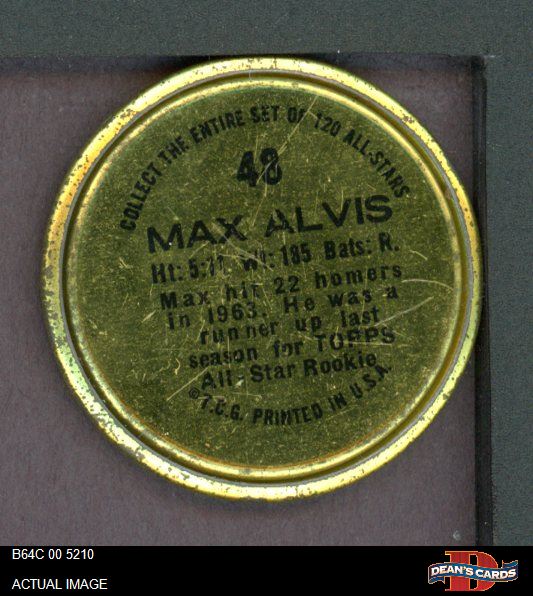 COLLECT THE ENTIRE SET OF 120 ALL-STARS
48
MAX ALVIS
Ht: 5:11 Wt: 185 Bats: R.
Max hit 22 homers
in 1963. He was a
runner up last
season for TOPPS
All-Star Rookie
©T.C.G. PRINTED IN U.S.A.
B64C 00 5210
ACTUAL IMAGE
D
DEAN'S CARDS